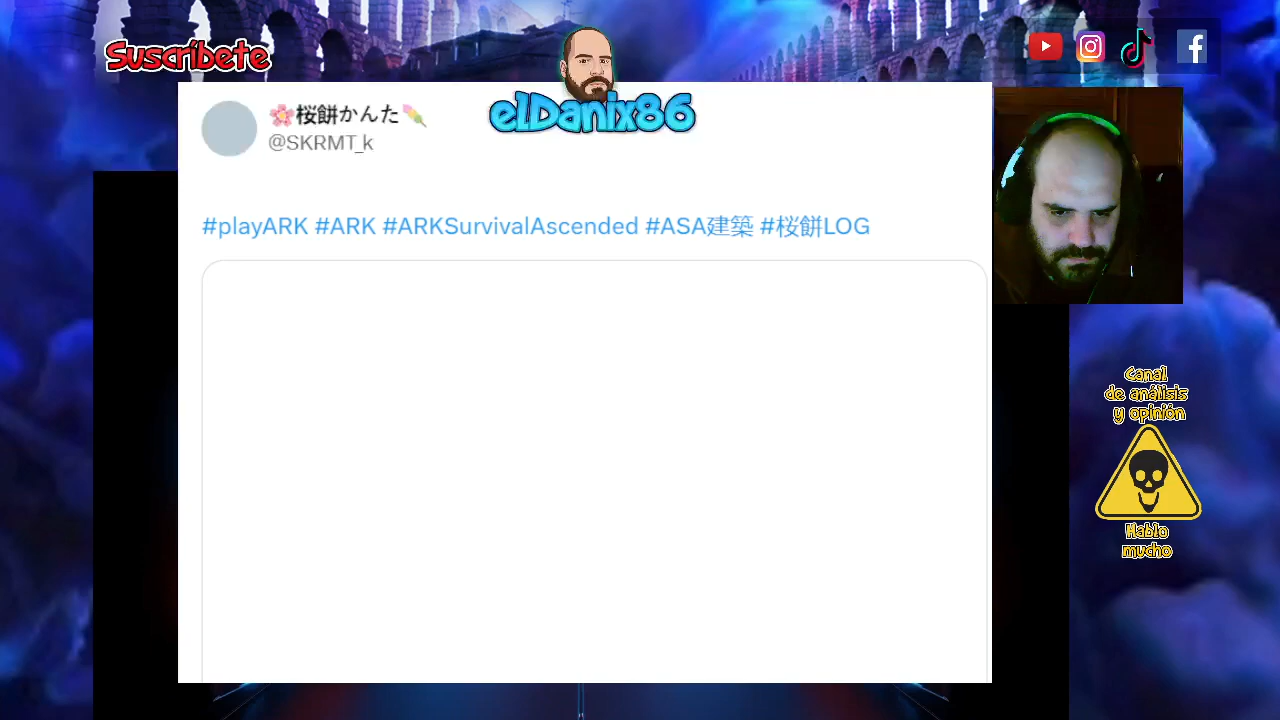 Suscríbete
elDanix86
🌸桜餅かんた🍡
@SKRMT_k
#playARK #ARK #ARKSurvivalAscended #ASA建築 #桜餅LOG
Canal
de análisis
y opinión
Hablo
mucho